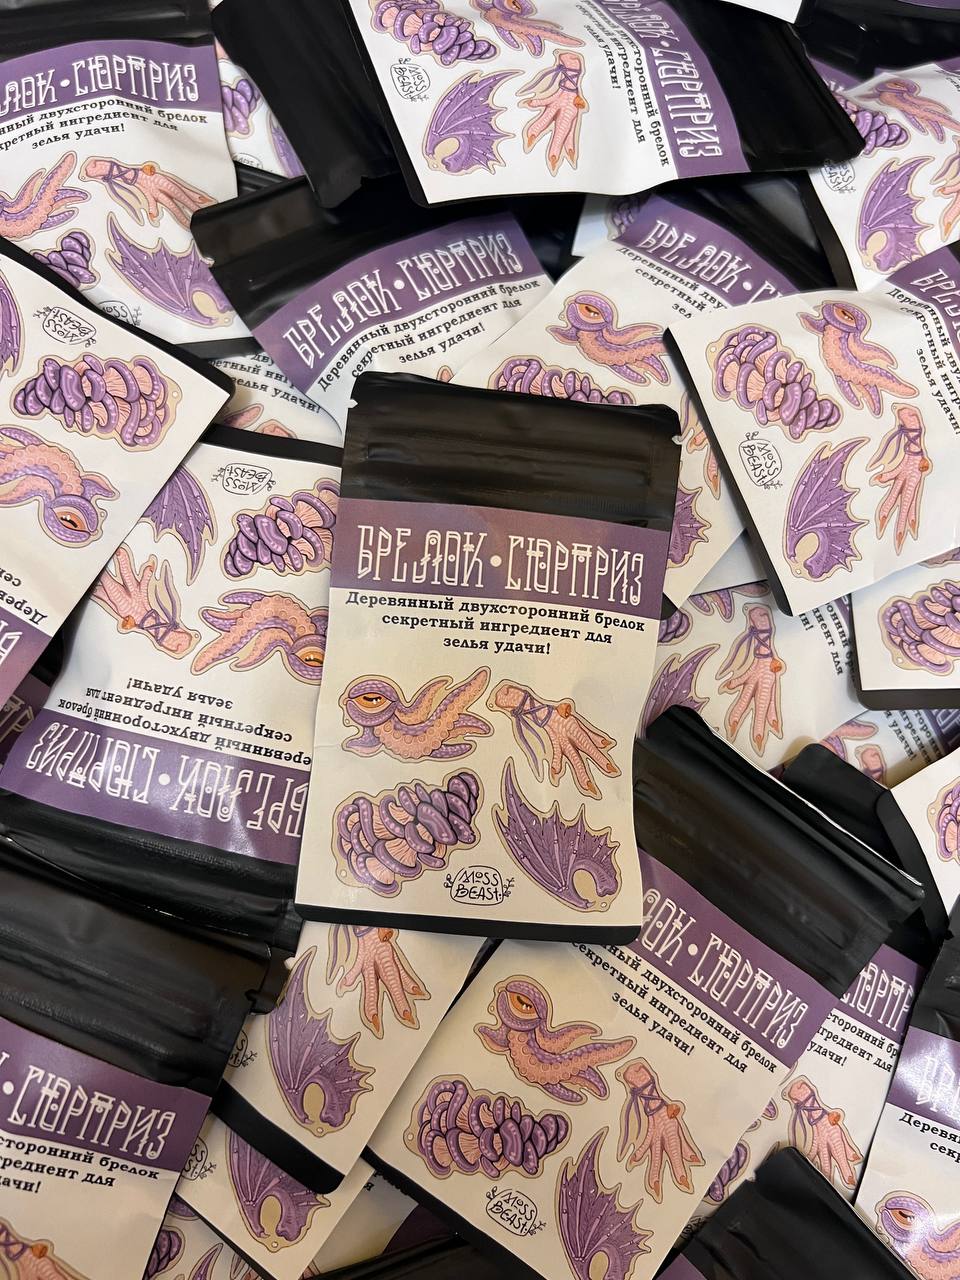 БРЕЛОК•СЮРПРИЗ
Деревянный двухсторонний брелок
секретный ингредиент для
зелья удачи!
MOSS
BEAST